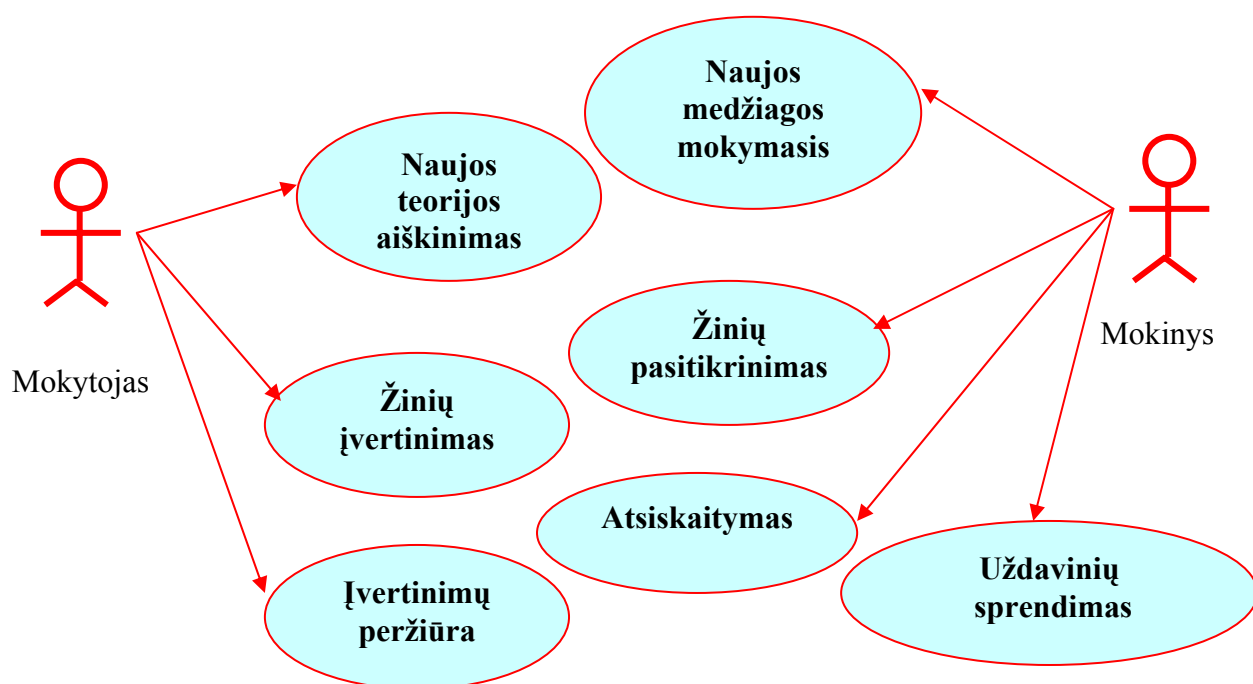 Naujos
medžiagos
mokymasis
Naujos
teorijos
aiškinimas
Mokytojas
Mokinys
Žinių
pasitikrinimas
Žinių
įvertinimas
Atsiskaitymas
Įvertinimų
peržiūra
Uždavinių
sprendimas